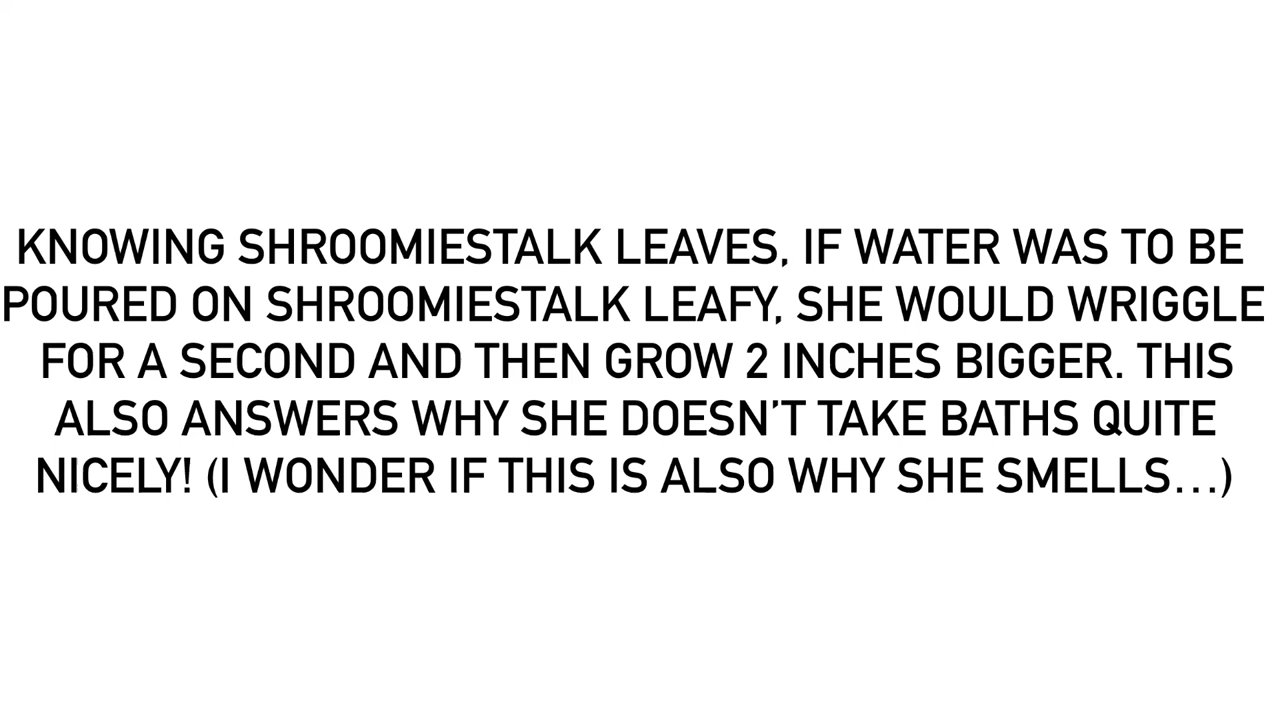 KNOWING SHROOMIESTALK LEAVES, IF WATER WAS TO BE
POURED ON SHROOMIESTALK LEAFY, SHE WOULD WRIGGLE
FOR A SECOND AND THEN GROW 2 INCHES BIGGER. THIS
ALSO ANSWERS WHY SHE DOESN’T TAKE BATHS QUITE
NICELY! (I WONDER IF THIS IS ALSO WHY SHE SMELLS…)